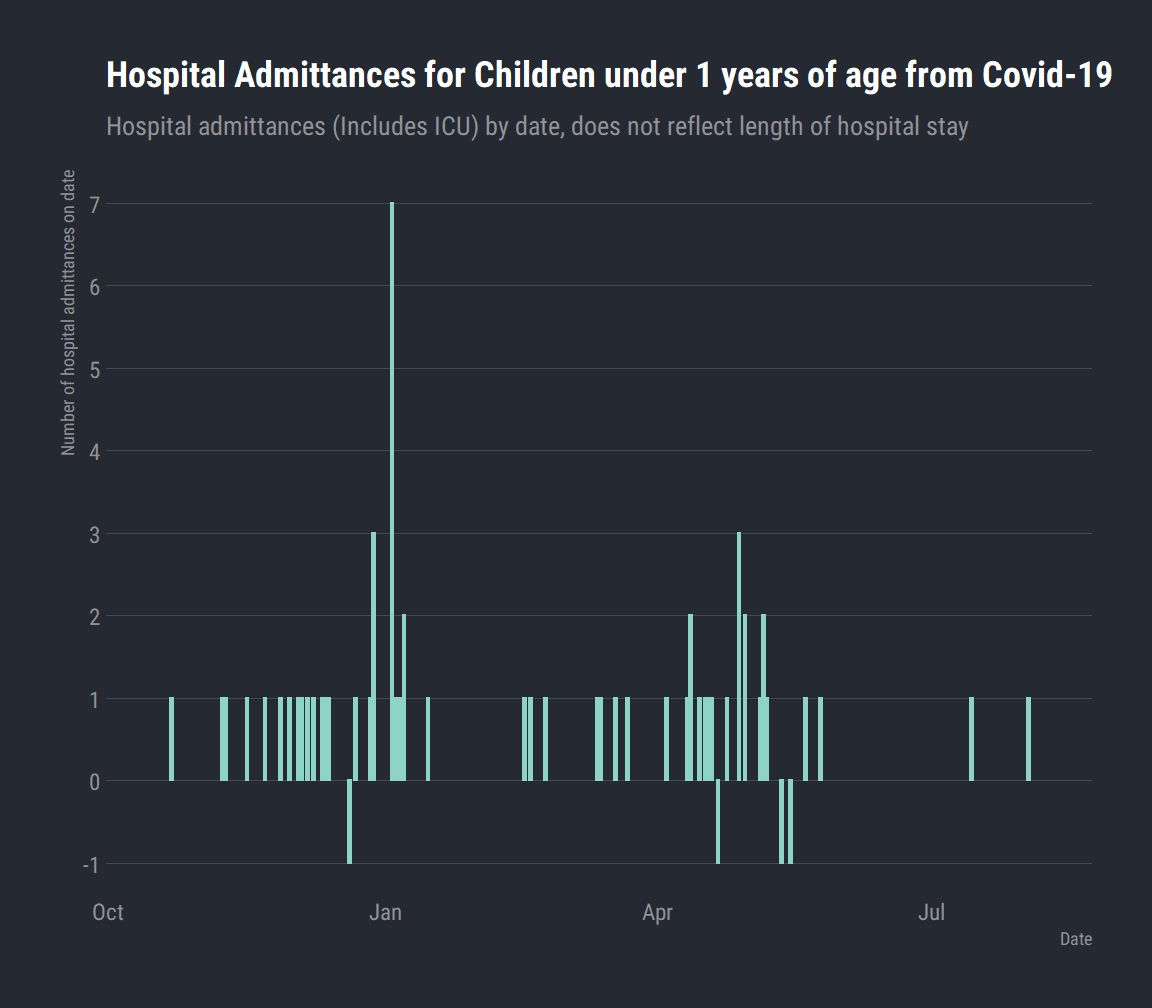 Hospital Admittances for Children under 1 years of age from Covid-19
Hospital admittances (Includes ICU) by date, does not reflect length of hospital stay
Number of hospital admittances on date
7
6
5
4
3
2
1
0
-1
Oct
Jan
Apr
Jul
Date